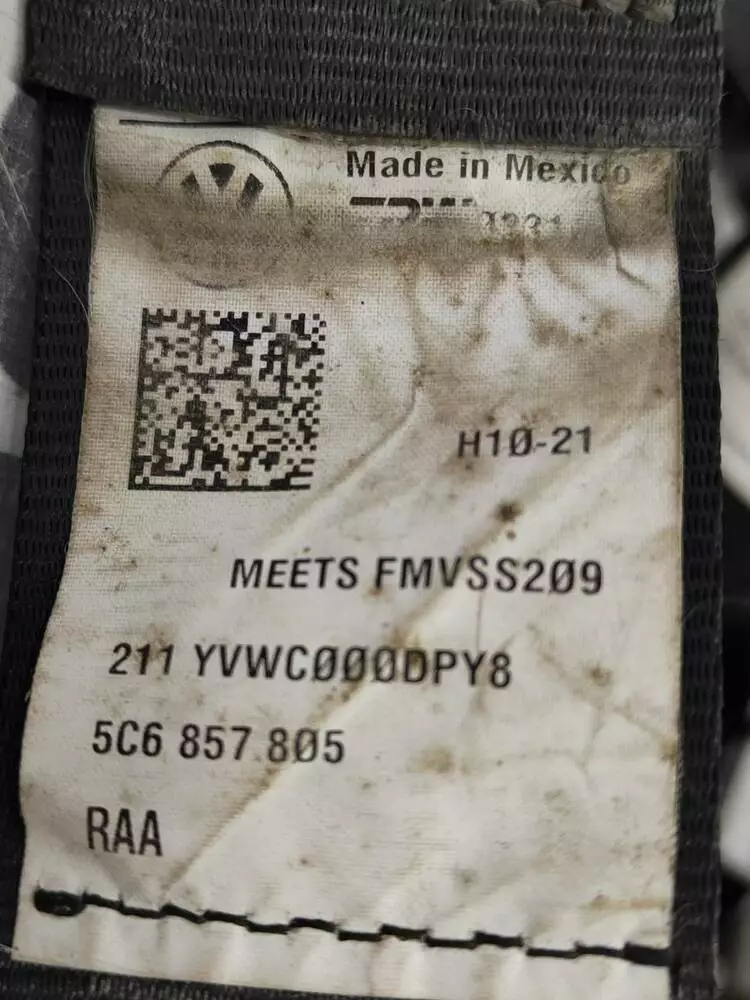 Made in Mexico
H10-21
MEETS FMVSS209
211 YVWC000DPY8
5C6 857 805
RAA